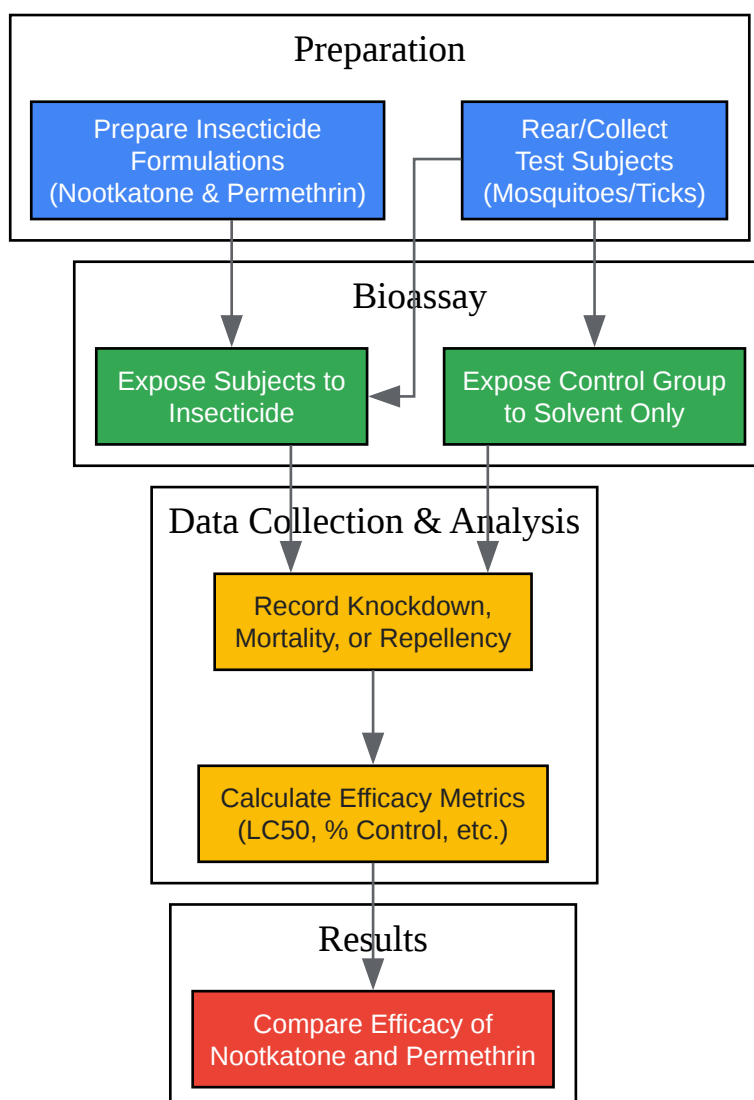 Preparation
Prepare Insecticide
Formulations
(Nootkatone & Permethrin)
Rear/Collect
Test Subjects
(Mosquitoes/Ticks)
Bioassay
Expose Subjects to
Insecticide
Expose Control Group
to Solvent Only
Data Collection & Analysis
Record Knockdown,
Mortality, or Repellency
Calculate Efficacy Metrics
(LC50, % Control, etc.)
Results
Compare Efficacy of
Nootkatone and Permethrin